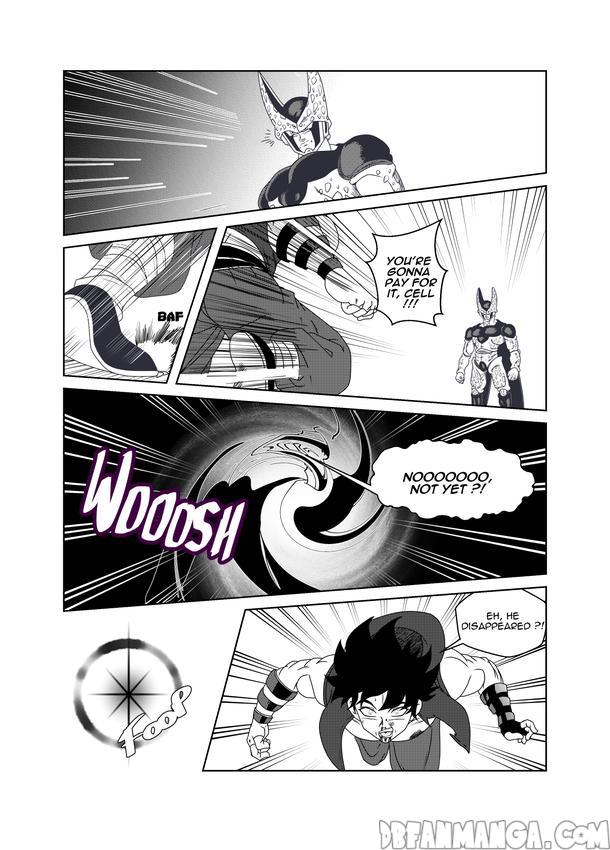 YOU'RE
GONNA
PAY FOR
IT, CELL
!!!
BAF
NOOOOOOO,
NOT YET ?!
WOOOSH
EH, HE
DISAPPEARED ?!
FOOP
DBFANMANGA.COM